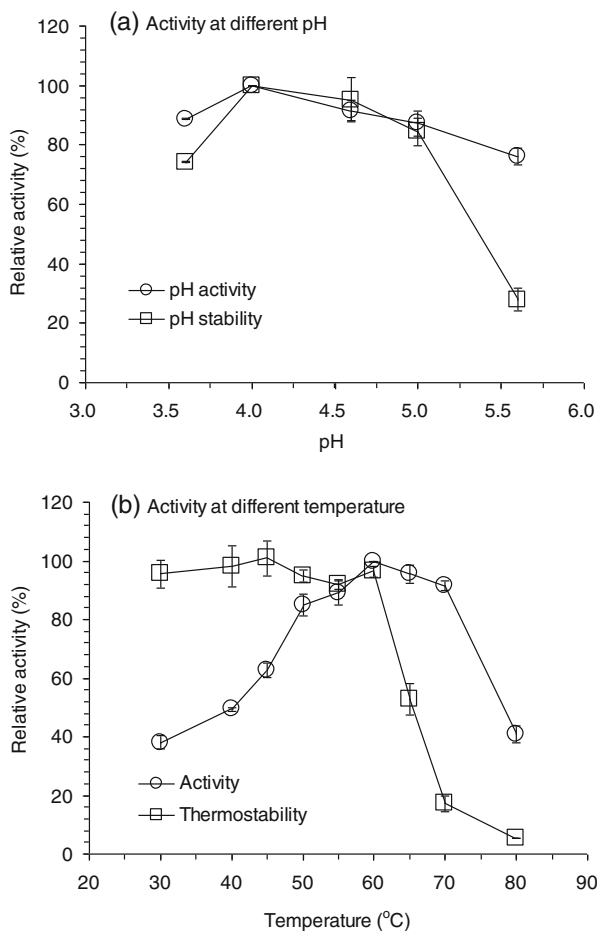 (a) Activity at different pH
120
100
80
60
40
20
0
Relative activity (%)
pH activity
pH stability
3.0 3.5 4.0 4.5 5.0 5.5 6.0
pH
(b) Activity at different temperature
120
100
80
60
40
20
0
Relative activity (%)
Activity
Thermostability
20 30 40 50 60 70 80 90
Temperature (°C)